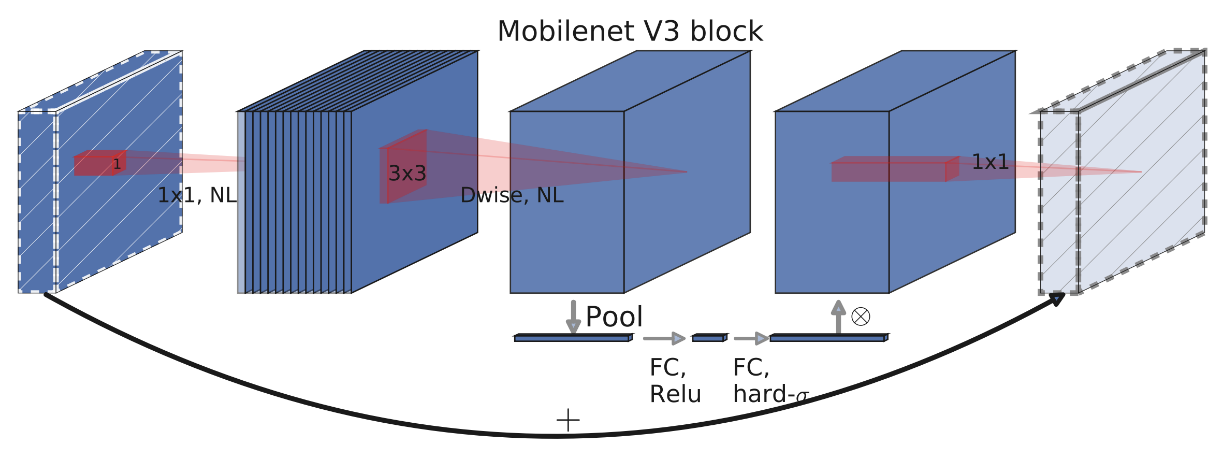 Mobilenet V3 block
1
1x1, NL
3x3
Dwise, NL
1x1
Pool
⊗
FC,
Relu
FC,
hard-σ
+